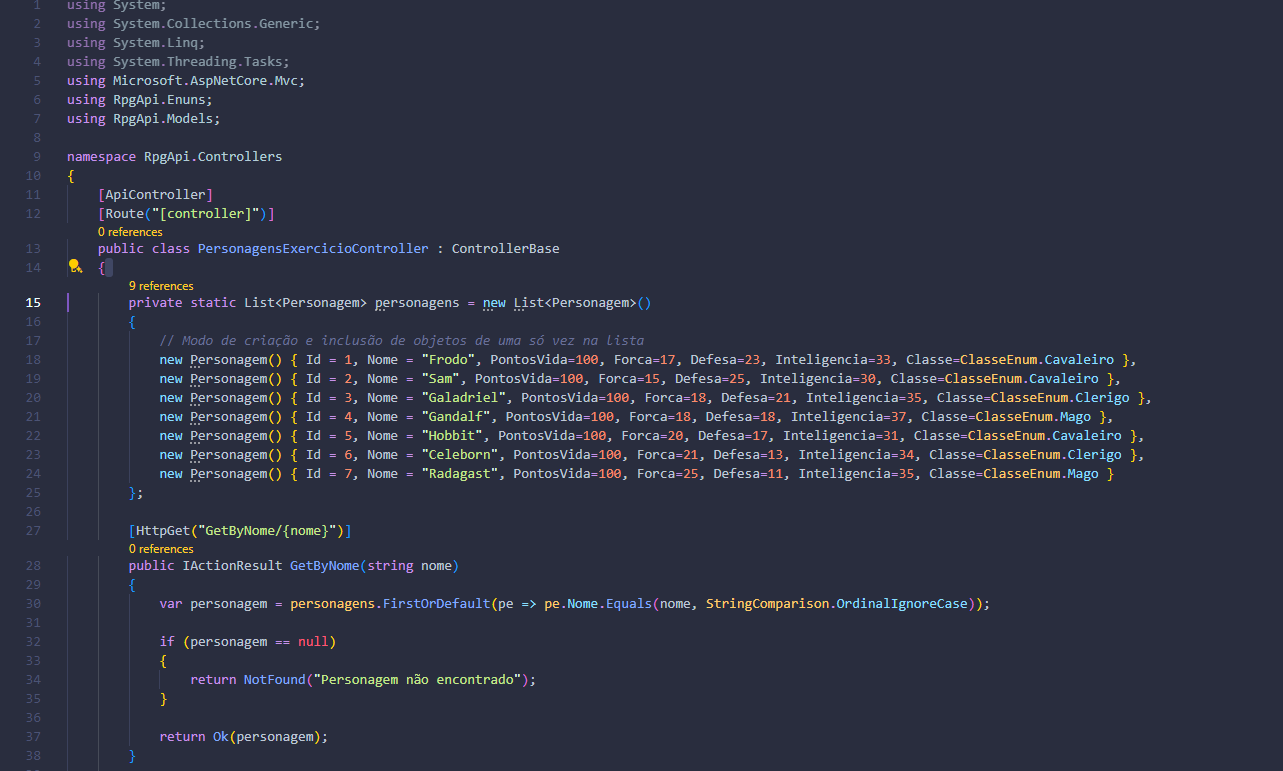 1 using System;
2 using System.Collections.Generic;
3 using System.Linq;
4 using System.Threading.Tasks;
5 using Microsoft.AspNetCore.Mvc;
6 using RpgApi.Enuns;
7 using RpgApi.Models;
8
9 namespace RpgApi.Controllers
10 {
11 [ApiController]
12 [Route("[controller]")]
0 references
13 public class PersonagensExercicioController : ControllerBase
14 {
9 references
15 private static List<Personagem> personagens = new List<Personagem>()
16 {
17 // Modo de criação e inclusão de objetos de uma só vez na lista
18 new Personagem() { Id = 1, Nome = "Frodo", PontosVida=100, Forca=17, Defesa=23, Inteligencia=33, Classe=ClasseEnum.Cavaleiro },
19 new Personagem() { Id = 2, Nome = "Sam", PontosVida=100, Forca=15, Defesa=25, Inteligencia=30, Classe=ClasseEnum.Cavaleiro },
20 new Personagem() { Id = 3, Nome = "Galadriel", PontosVida=100, Forca=18, Defesa=21, Inteligencia=35, Classe=ClasseEnum.Clerigo },
21 new Personagem() { Id = 4, Nome = "Gandalf", PontosVida=100, Forca=18, Defesa=18, Inteligencia=37, Classe=ClasseEnum.Mago },
22 new Personagem() { Id = 5, Nome = "Hobbit", PontosVida=100, Forca=20, Defesa=17, Inteligencia=31, Classe=ClasseEnum.Cavaleiro },
23 new Personagem() { Id = 6, Nome = "Celeborn", PontosVida=100, Forca=21, Defesa=13, Inteligencia=34, Classe=ClasseEnum.Clerigo },
24 new Personagem() { Id = 7, Nome = "Radagast", PontosVida=100, Forca=25, Defesa=11, Inteligencia=35, Classe=ClasseEnum.Mago }
25 };
26
27 [HttpGet("GetByNome/{nome}")]
0 references
28 public IActionResult GetByNome(string nome)
29 {
30 var personagem = personagens.FirstOrDefault(pe => pe.Nome.Equals(nome, StringComparison.OrdinalIgnoreCase));
31
32 if (personagem == null)
33 {
34 return NotFound("Personagem não encontrado");
35 }
36
37 return Ok(personagem);
38 }